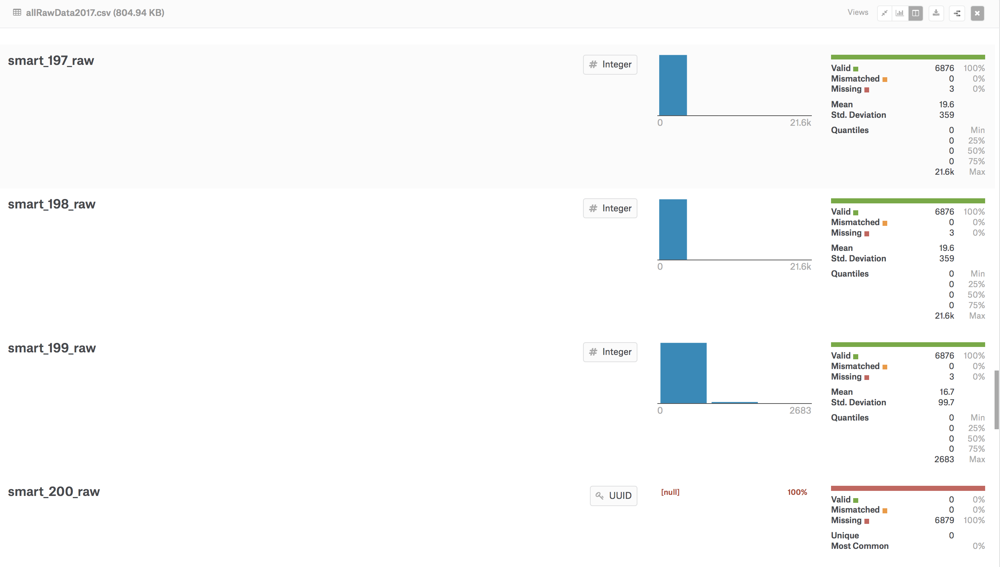 allRawData2017.csv (804.94 KB)
Views
smart_197_raw
# Integer
0 21.6k
Valid 6876 100%
Mismatched 0 0%
Missing 3 0%
Mean 19.6
Std. Deviation 359
Quantiles 0 Min
0 25%
0 50%
0 75%
21.6k Max
smart_198_raw
# Integer
0 21.6k
Valid 6876 100%
Mismatched 0 0%
Missing 3 0%
Mean 19.6
Std. Deviation 359
Quantiles 0 Min
0 25%
0 50%
0 75%
21.6k Max
smart_199_raw
# Integer
0 2683
Valid 6876 100%
Mismatched 0 0%
Missing 3 0%
Mean 16.7
Std. Deviation 99.7
Quantiles 0 Min
0 25%
0 50%
0 75%
2683 Max
smart_200_raw
UUID
[null] 100%
Valid 0 0%
Mismatched 0 0%
Missing 6879 100%
Unique 0
Most Common 0%